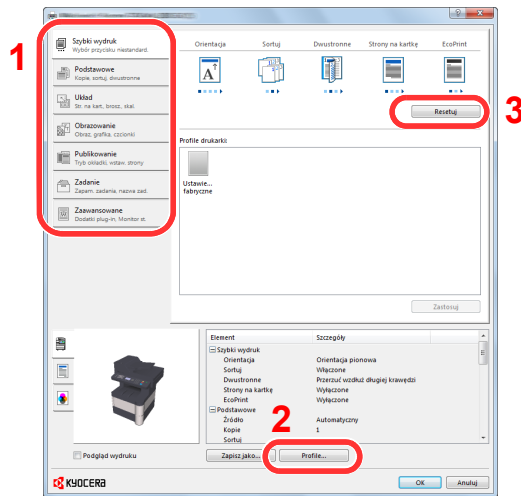 1
Szybki wydruk
Wybór przycisku niestandard.
Podstawowe
Kopie, sortuj, dwustronne
Układ
Str. na kart., brosz., skal.
Obrazowanie
Obraz, grafika, czcionki
Publikowanie
Tryb okładki, wstaw. strony
Zadanie
Zapam. zadania, nazwa zad.
Zaawansowane
Dodatki plug-in, Monitor st.
Orientacja Sortuj Dwustronne Strony na kartkę EcoPrint
A
Resetuj
3
Profile drukarki:
Ustawie...
fabryczne
Zastosuj
Element Szczegóły
Szybki wydruk
Orientacja Orientacja pionowa
Sortuj Włączone
Dwustronne Przerzuć wzdłuż długiej krawędzi
Strony na kartkę Wyłączone
EcoPrint Wyłączone
Podstawowe
Źródło Automatyczny
Kopie 1
Sortuj
2
Podgląd wydruku
Zapisz jako...
Profile...
KYOCERA
OK Anuluj